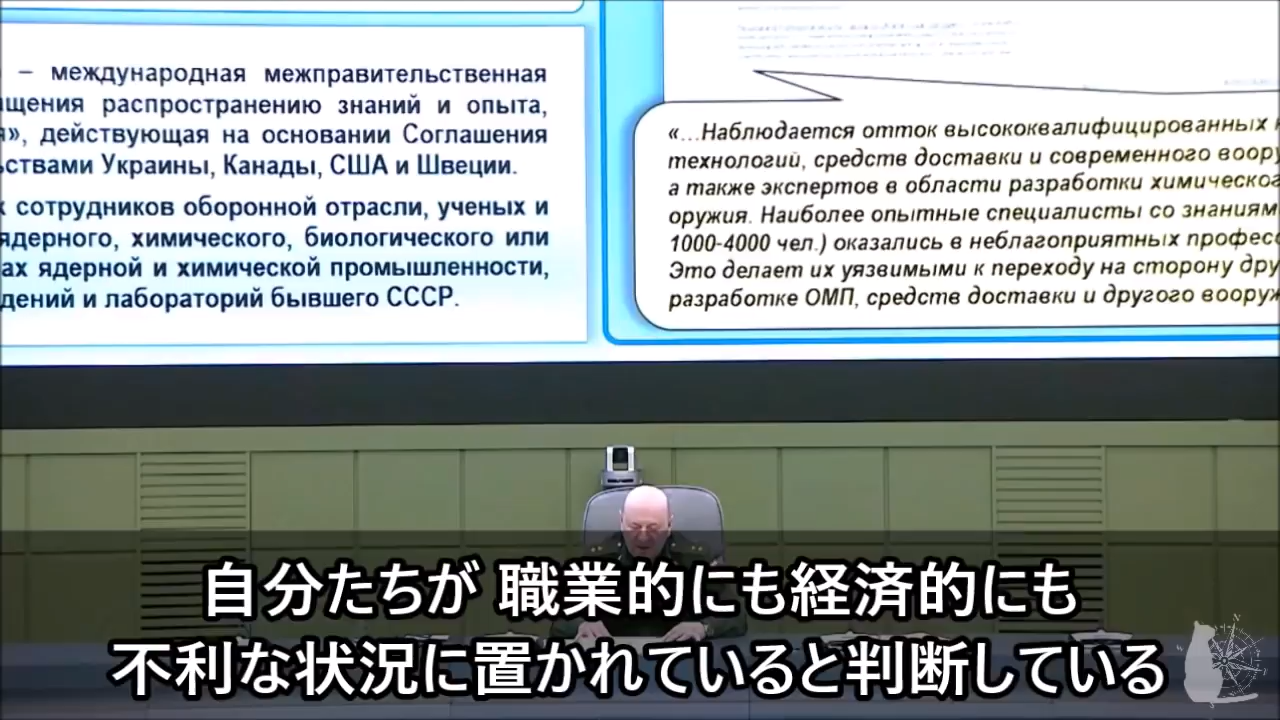 – международная межправительственная
распространению знаний и опыта,
действующая на основании Соглашения
Украины, Канады, США и Швеции.
сотрудников оборонной отрасли, ученых и
ядерного, химического, биологического или
ах ядерной и химической промышленности,
дений и лабораторий бывшего СССР.
«…Наблюдается отток высококвалифицированных
технологий, средств доставки и современного воору
а также экспертов в области разработки химическо
оружия. Наиболее опытные специалисты со знаниям
1000-4000 чел.) оказались в неблагоприятных професс
Это делает их уязвимыми к переходу на сторону дру
разработке ОМП, средств доставки и другого вооруж
自分たちが 職業的にも経済的にも
不利な状況に置かれていると判断している